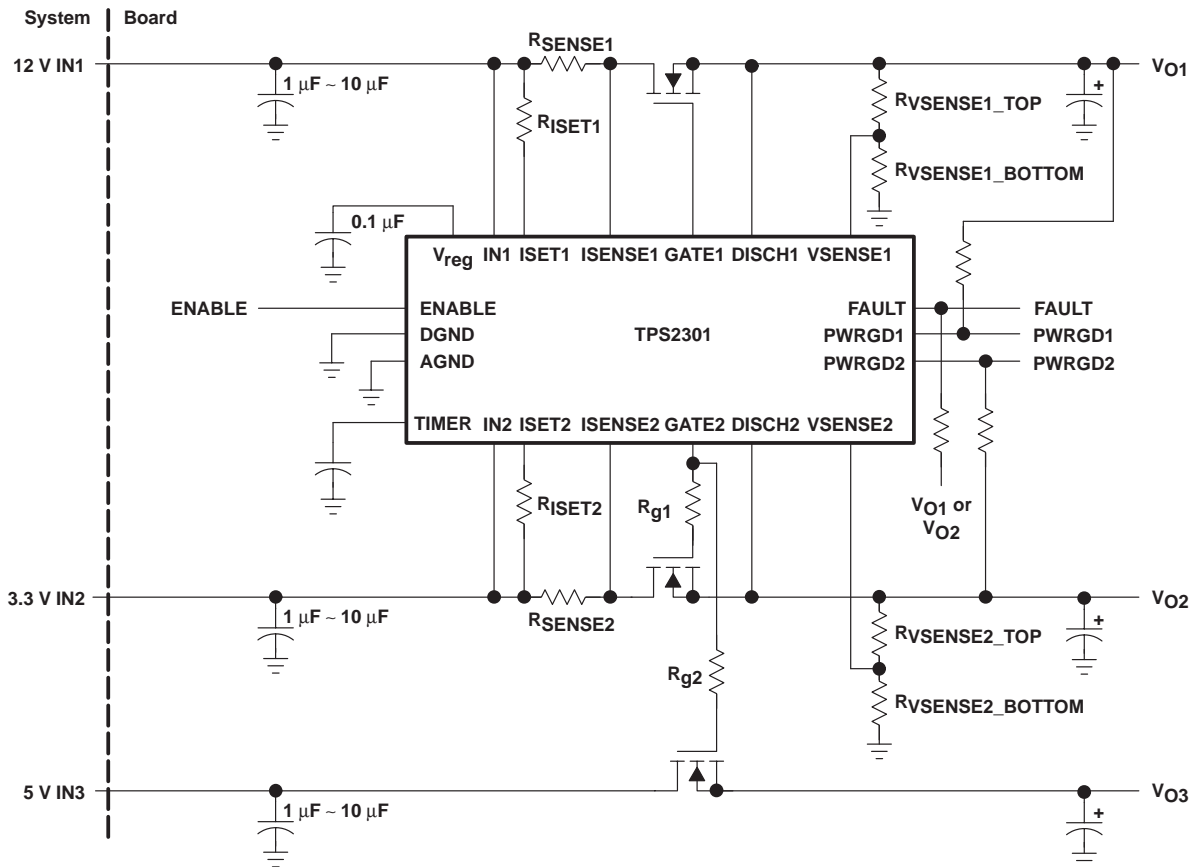 System Board
RSENSE1
12 V IN1
VO1
1 μF ~ 10 μF
+
RVSENSE1_TOP
RISET1
RVSENSE1_BOTTOM
0.1 μF
Vreg IN1 ISET1 ISENSE1 GATE1 DISCH1 VSENSE1
ENABLE ENABLE FAULT FAULT
DGND TPS2301 PWRGD1 PWRGD1
AGND PWRGD2 PWRGD2
TIMER IN2 ISET2 ISENSE2 GATE2 DISCH2 VSENSE2
RISET2
Rg1
VO1 or
VO2
3.3 V IN2
VO2
RSENSE2
1 μF ~ 10 μF
+
RVSENSE2_TOP
Rg2
RVSENSE2_BOTTOM
5 V IN3
VO3
1 μF ~ 10 μF
+